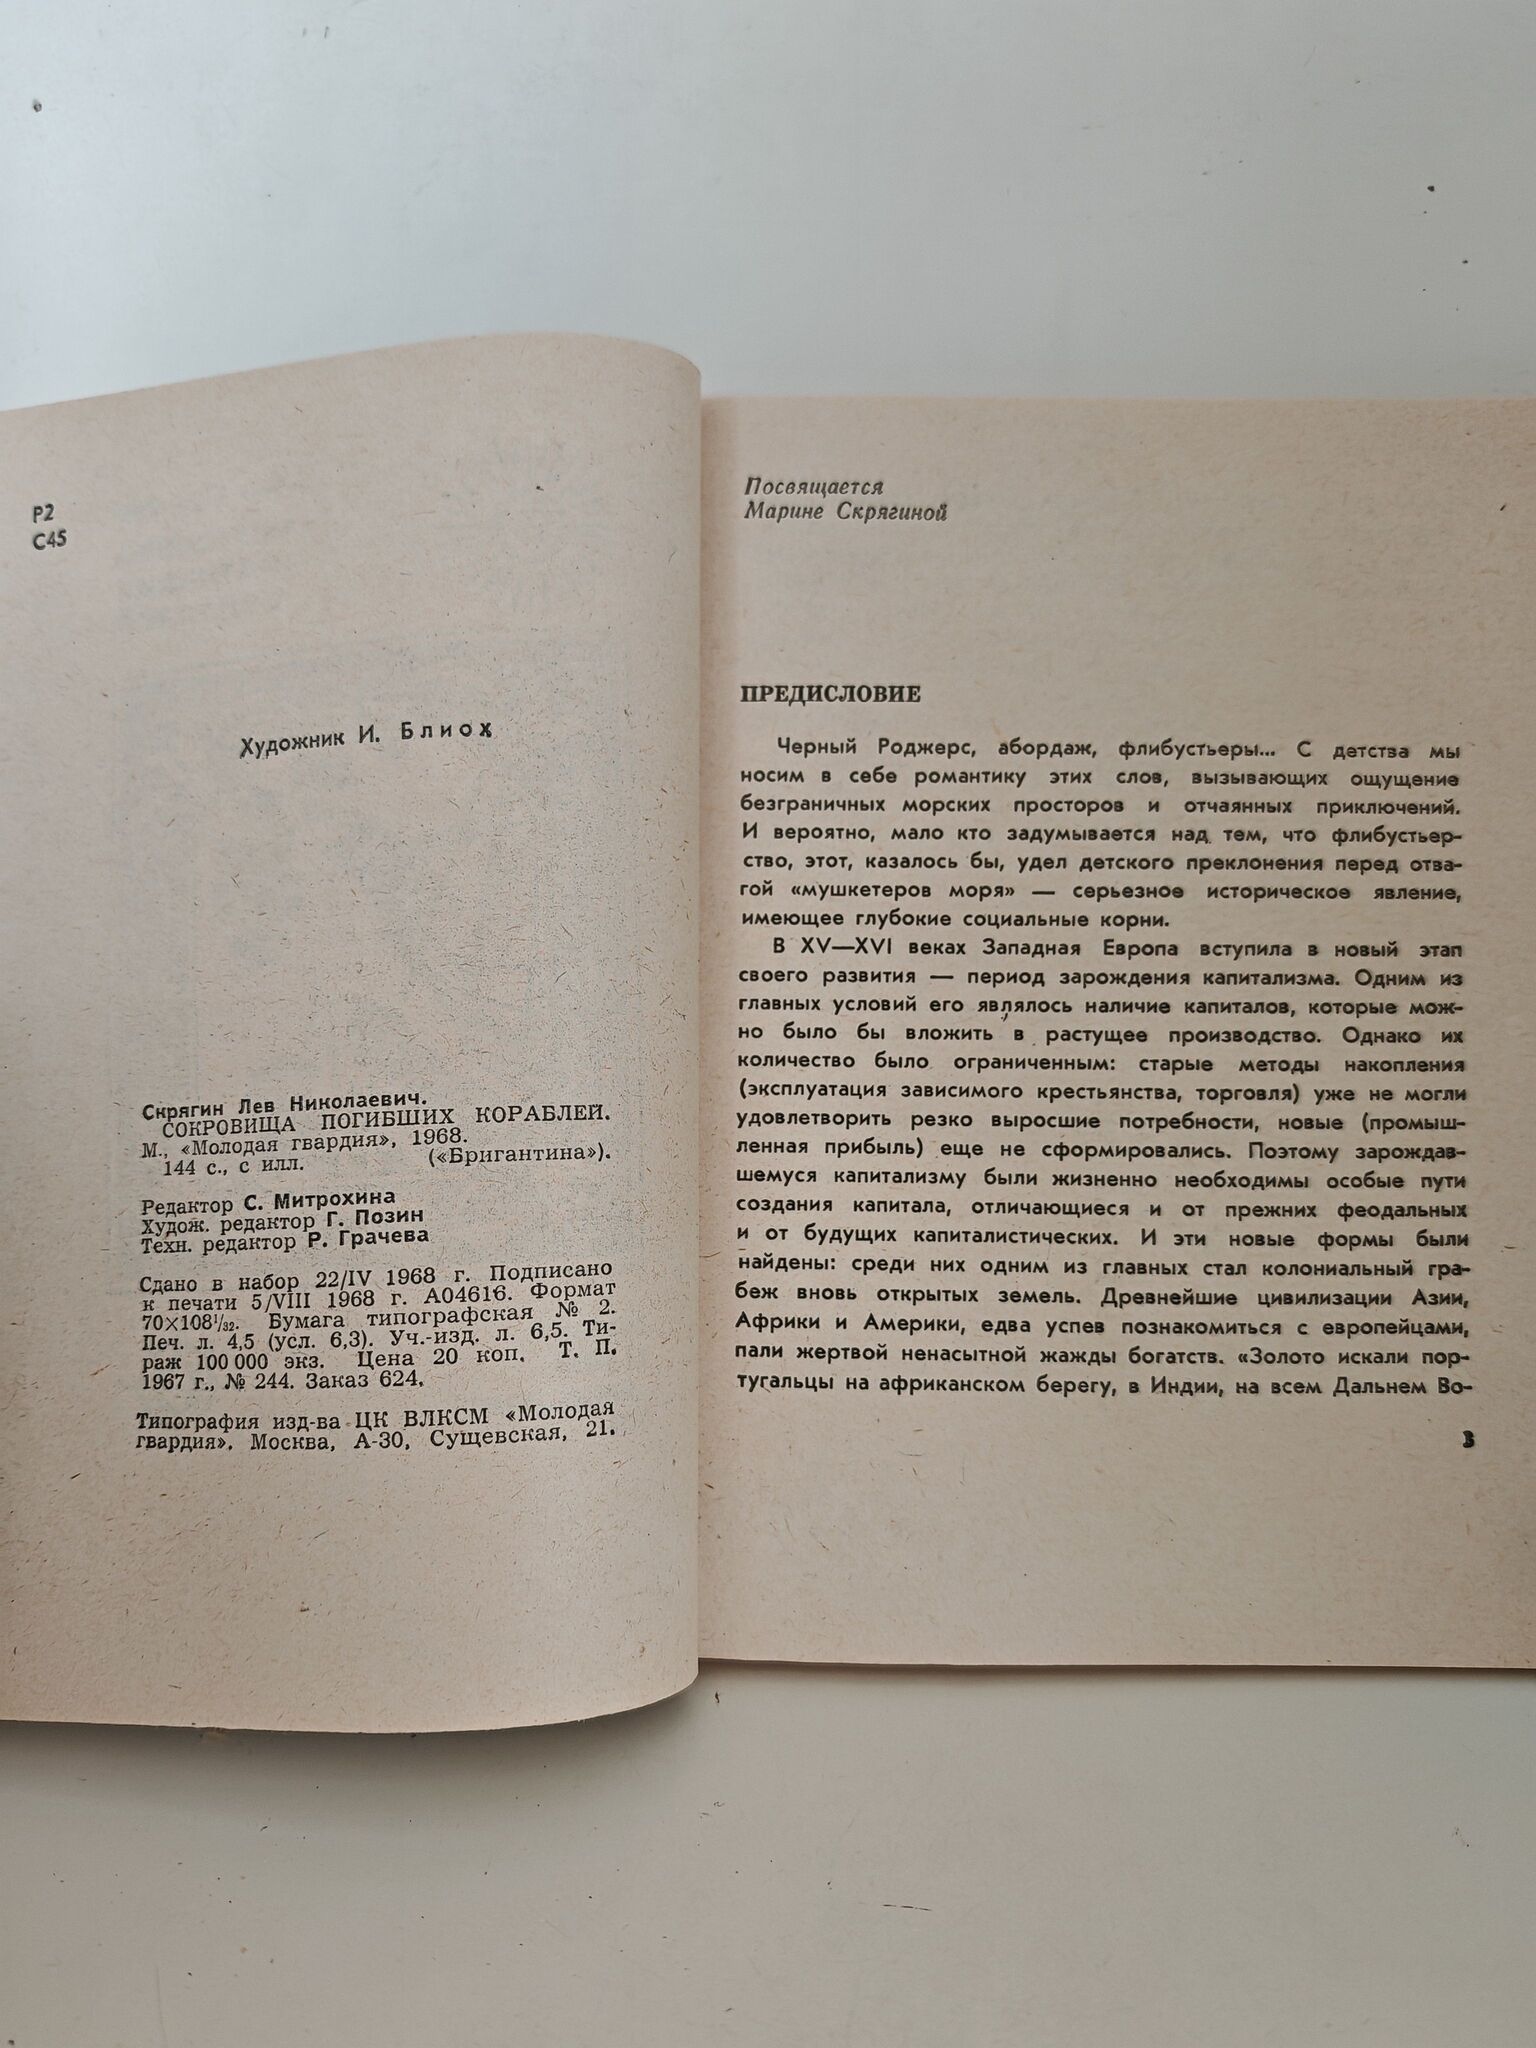 Р2
С45
Художник И. Блиох
Скрягин Лев Николаевич.
СОКРОВИЩА ПОГИБШИХ КОРАБЛЕЙ.
М., «Молодая гвардия», 1968.
144 с., с илл. («Бригантина»).
Редактор С. Митрохина
Худож. редактор Г. Позин
Техн. редактор Р. Грачева
Сдано в набор 22/IV 1968 г. Подписано
к печати 5/VIII 1968 г. А04616. Формат
70×108¹/₃₂. Бумага типографская № 2.
Печ. л. 4,5 (усл. 6,3). Уч.-изд. л. 6,5. Ти-
раж 100 000 экз. Цена 20 коп. Т. П.
1967 г., № 244. Заказ 624.
Типография изд-ва ЦК ВЛКСМ «Молодая
гвардия». Москва, А-30, Сущевская, 21.
Посвящается
Марине Скрягиной
ПРЕДИСЛОВИЕ
Черный Роджерс, абордаж, флибустьеры... С детства мы
носим в себе романтику этих слов, вызывающих ощущение
безграничных морских просторов и отчаянных приключений.
И вероятно, мало кто задумывается над тем, что флибустьер-
ство, этот, казалось бы, удел детского преклонения перед отва-
гой «мушкетеров моря» — серьезное историческое явление,
имеющее глубокие социальные корни.
В XV—XVI веках Западная Европа вступила в новый этап
своего развития — период зарождения капитализма. Одним из
главных условий его являлось наличие капиталов, которые мож-
но было бы вложить в растущее производство. Однако их
количество было ограниченным: старые методы накопления
(эксплуатация зависимого крестьянства, торговля) уже не могли
удовлетворить резко выросшие потребности, новые (промыш-
ленная прибыль) еще не сформировались. Поэтому зарождав-
шемуся капитализму были жизненно необходимы особые пути
создания капитала, отличающиеся и от прежних феодальных
и от будущих капиталистических. И эти новые формы были
найдены: среди них одним из главных стал колониальный гра-
беж вновь открытых земель. Древнейшие цивилизации Азии,
Африки и Америки, едва успев познакомиться с европейцами,
пали жертвой ненасытной жажды богатств. «Золото искали пор-
тугальцы на африканском берегу, в Индии, на всем Дальнем Во-
3